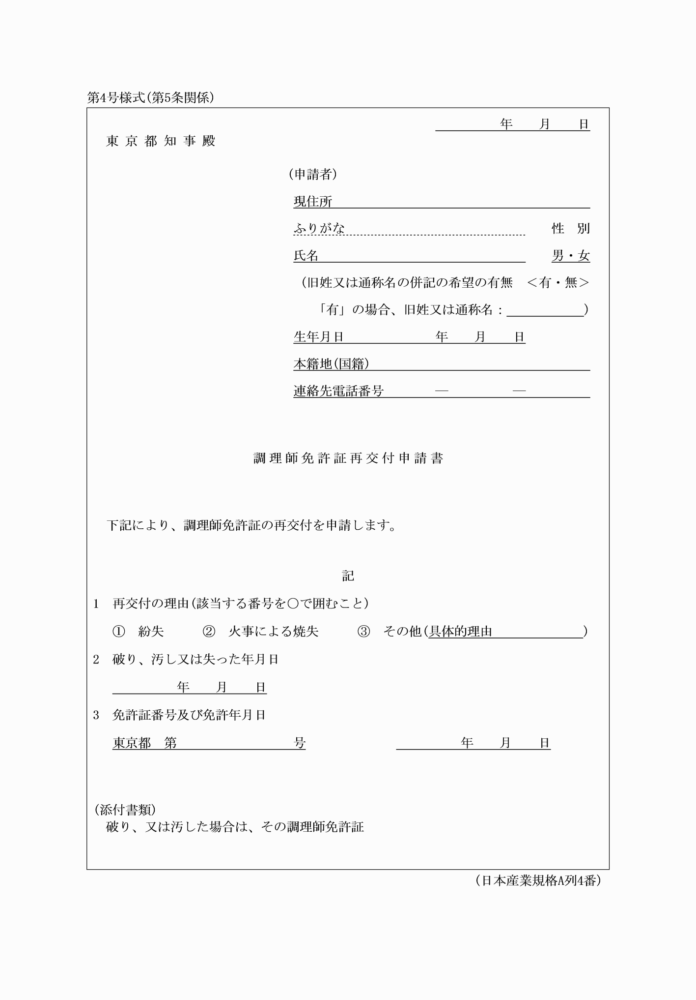 第4号様式(第5条関係)
年　　月　　日
東京都知事殿
(申請者)
現住所
ふりがな　　性　別
氏名　　男・女
(旧姓又は通称名の併記の希望の有無　＜有・無＞
「有」の場合、旧姓又は通称名：　　　)
生年月日　　　年　　月　　日
本籍地(国籍)
連絡先電話番号　　―　　　―
調理師免許証再交付申請書
下記により、調理師免許証の再交付を申請します。
記
1　再交付の理由(該当する番号を○で囲むこと)
①　紛失　　②　火事による焼失　　③　その他(具体的理由　　　)
2　破り、汚し又は失った年月日
年　　月　　日
3　免許証番号及び免許年月日
東京都　第　　　号　　　年　　月　　日
(添付書類)
破り、又は汚した場合は、その調理師免許証
(日本産業規格A列4番)